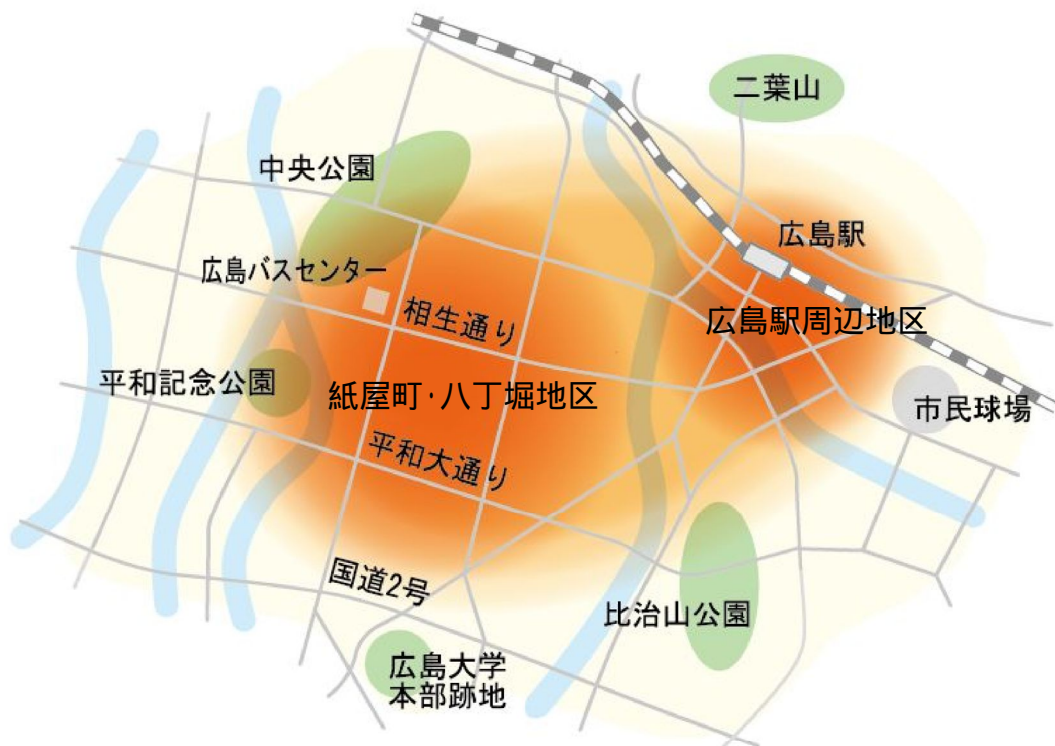 二葉山
中央公園
広島駅
広島バスセンター
相生通り
広島駅周辺地区
平和記念公園
紙屋町・八丁堀地区
市民球場
平和大通り
国道2号
比治山公園
広島大学
本部跡地